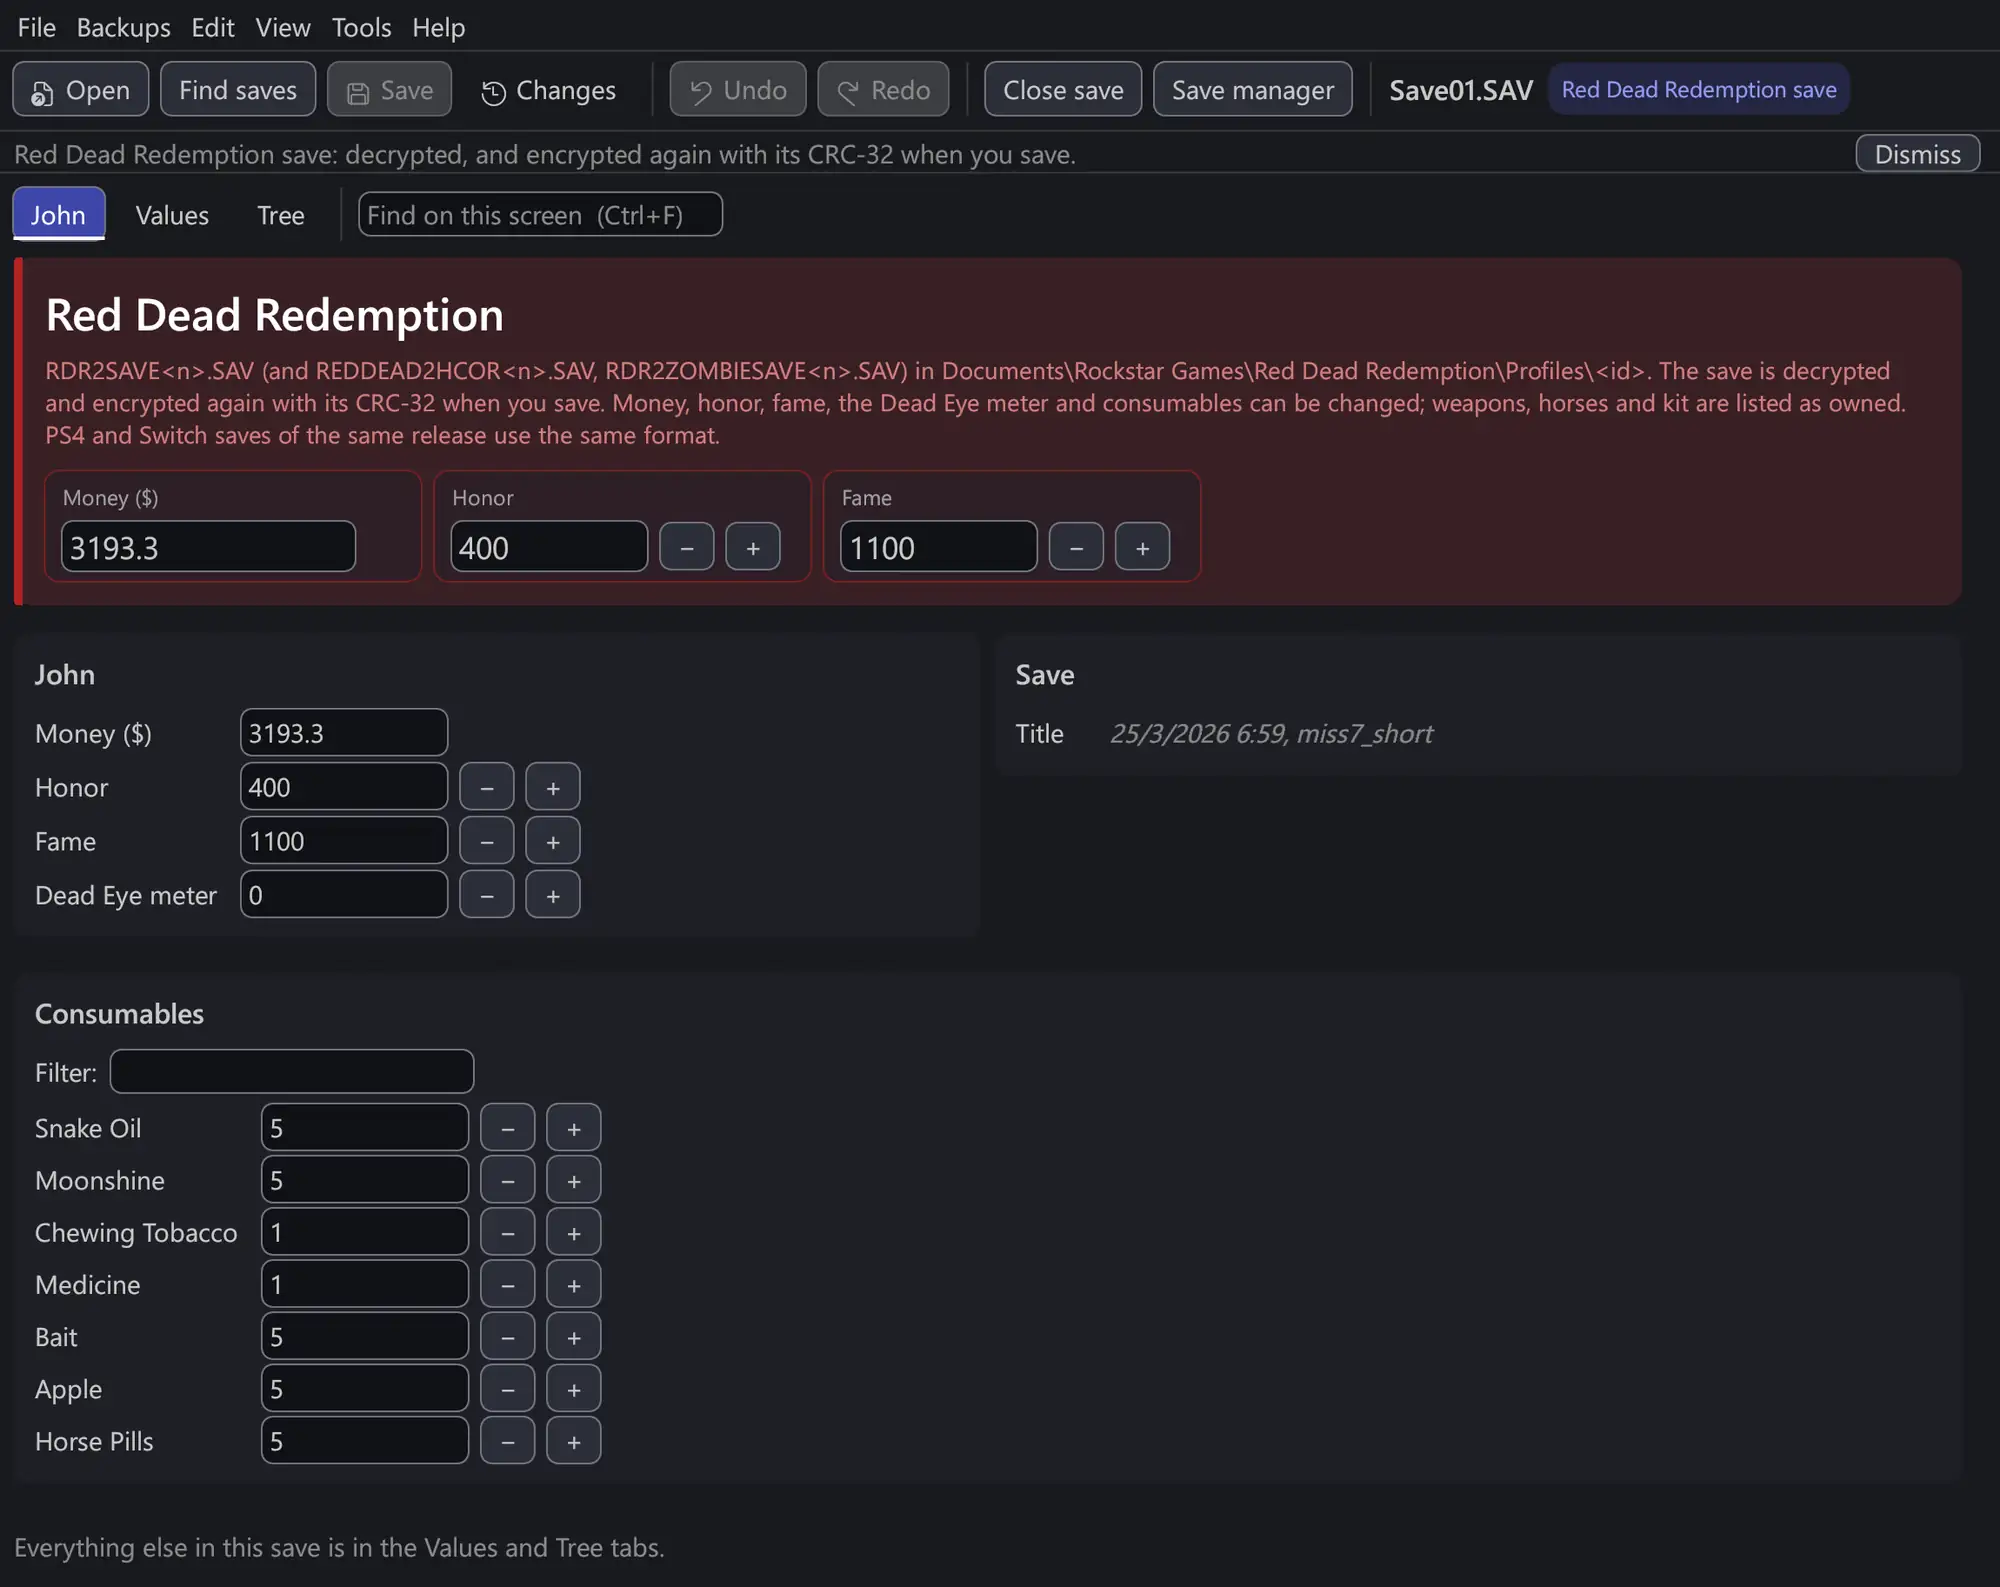 File Backups Edit View Tools Help
Open Find saves Save Changes Undo Redo Close save Save manager Save01.SAV Red Dead Redemption save
Red Dead Redemption save: decrypted, and encrypted again with its CRC-32 when you save. Dismiss
John Values Tree Find on this screen (Ctrl+F)
Red Dead Redemption
RDR2SAVE<n>.SAV (and REDDEAD2HCOR<n>.SAV, RDR2ZOMBIESAVE<n>.SAV) in Documents\Rockstar Games\Red Dead Redemption\Profiles\<id>. The save is decrypted
and encrypted again with its CRC-32 when you save. Money, honor, fame, the Dead Eye meter and consumables can be changed; weapons, horses and kit are listed as owned.
PS4 and Switch saves of the same release use the same format.
Money ($) Honor Fame
3193.3 400 − + 1100 − +
John
Money ($) 3193.3
Honor 400 − +
Fame 1100 − +
Dead Eye meter 0 − +
Save
Title 25/3/2026 6:59, miss7_short
Consumables
Filter:
Snake Oil 5 − +
Moonshine 5 − +
Chewing Tobacco 1 − +
Medicine 1 − +
Bait 5 − +
Apple 5 − +
Horse Pills 5 − +
Everything else in this save is in the Values and Tree tabs.